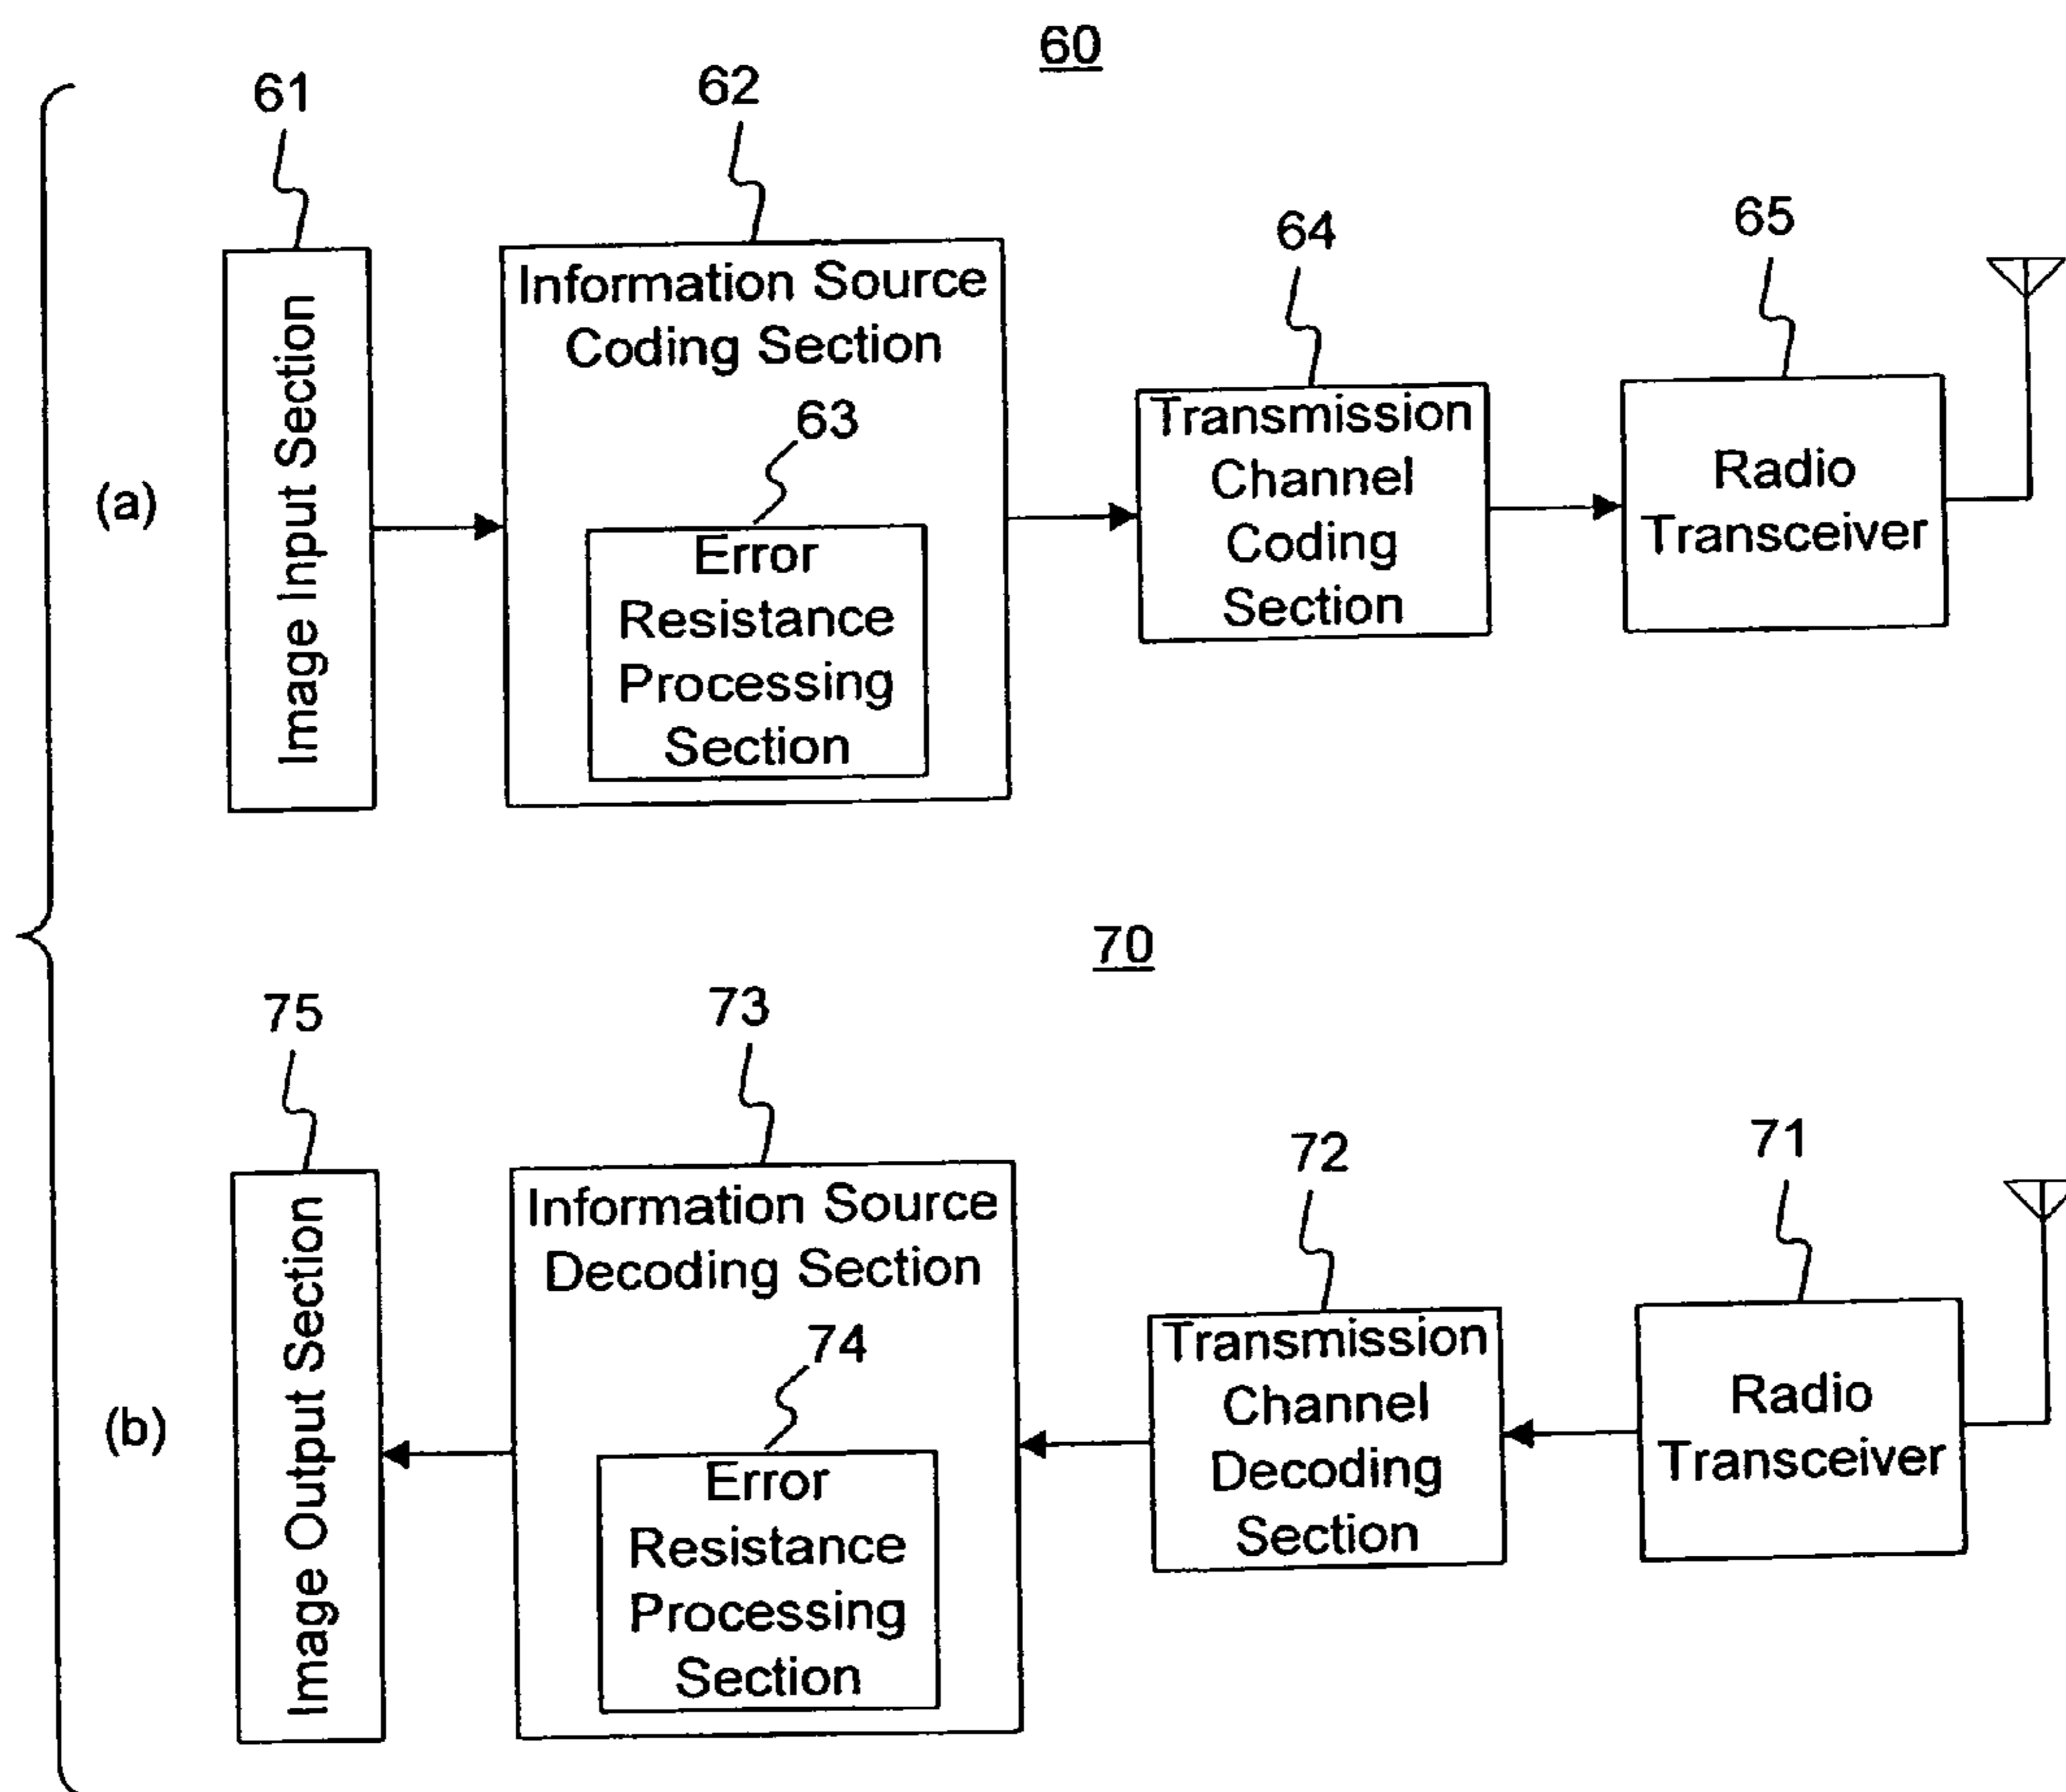 60
61
62
64
65
Information Source
Coding Section
63
Error
Resistance
Processing
Section
Image Input Section
(a)
Transmission
Channel
Coding
Section
Radio
Transceiver
70
75
73
72
71
Information Source
Decoding Section
74
Error
Resistance
Processing
Section
Image Output Section
(b)
Transmission
Channel
Decoding
Section
Radio
Transceiver